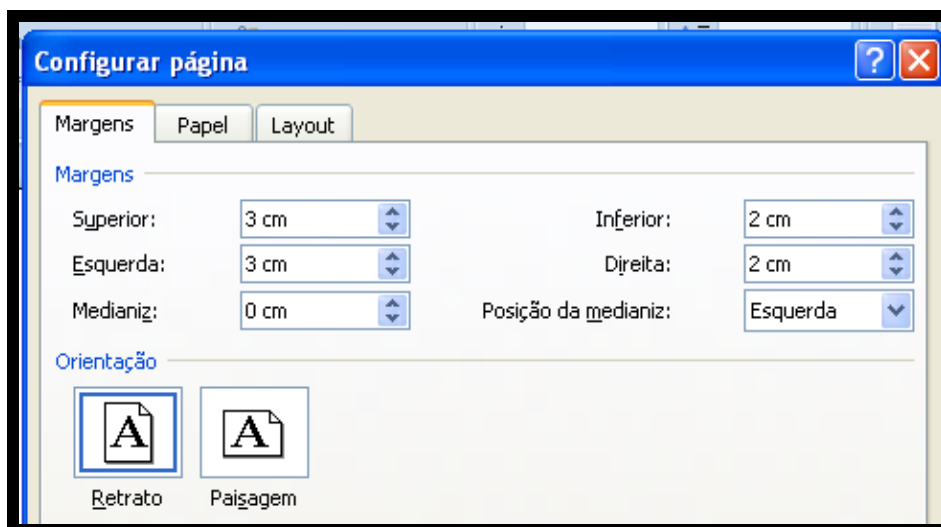 Configurar página
Margens Papel Layout
Margens
Superior: 3 cm Inferior: 2 cm
Esquerda: 3 cm Direita: 2 cm
Medianiz: 0 cm Posição da medianiz: Esquerda
Orientação
A A
Retrato Paisagem